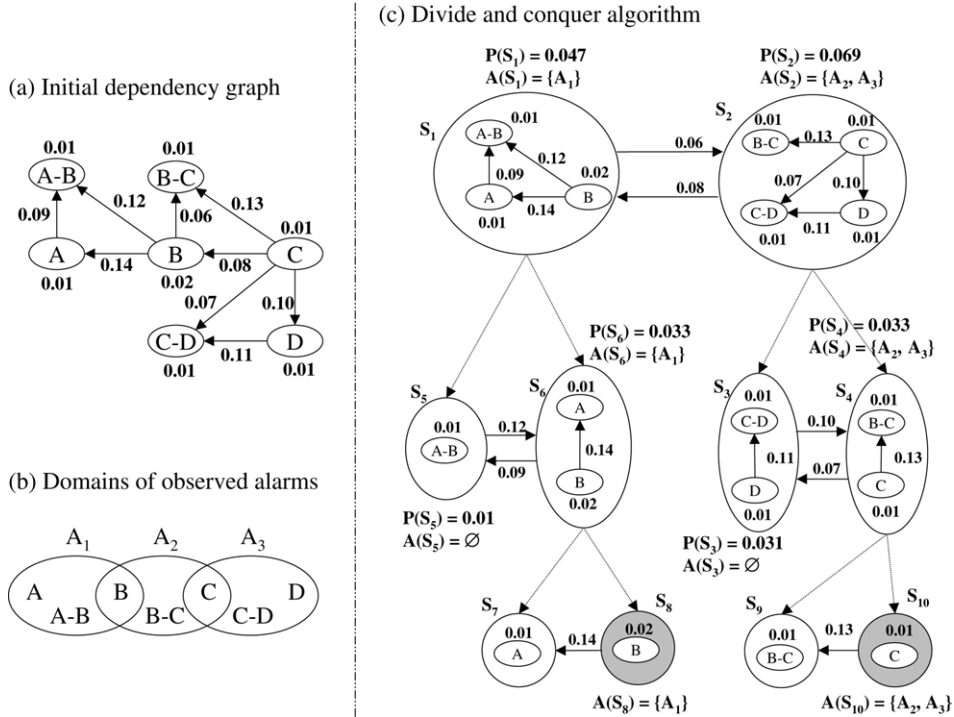 (c) Divide and conquer algorithm
(a) Initial dependency graph
0.01 0.01
A-B B-C
0.09 0.12 0.06 0.13 0.01
A B C
0.14 0.08
0.01 0.02
0.07 0.10
C-D D
0.11
0.01 0.01
(b) Domains of observed alarms
A₁ A₂ A₃
A B C D
A-B B-C C-D
P(S₁) = 0.047
A(S₁) = {A₁}
S₁
0.01
A-B
0.12
0.09 0.02
A B
0.14
0.01
0.06
0.08
P(S₂) = 0.069
A(S₂) = {A₂, A₃}
S₂
0.01 0.01
B-C 0.13 C
0.07 0.10
C-D D
0.11
0.01 0.01
S₅
0.01
A-B
P(S₅) = 0.01
A(S₅) = ∅
0.12
0.09
P(S₆) = 0.033
A(S₆) = {A₁}
S₆
0.01
A
0.14
B
0.02
S₃
0.01
C-D
0.11
D
0.01
P(S₃) = 0.031
A(S₃) = ∅
0.10
0.07
P(S₄) = 0.033
A(S₄) = {A₂, A₃}
S₄
0.01
B-C
0.13
C
0.01
S₇
0.01
A
0.14
S₈
0.02
B
A(S₈) = {A₁}
S₉
0.01
B-C
0.13
S₁₀
0.01
C
A(S₁₀) = {A₂, A₃}